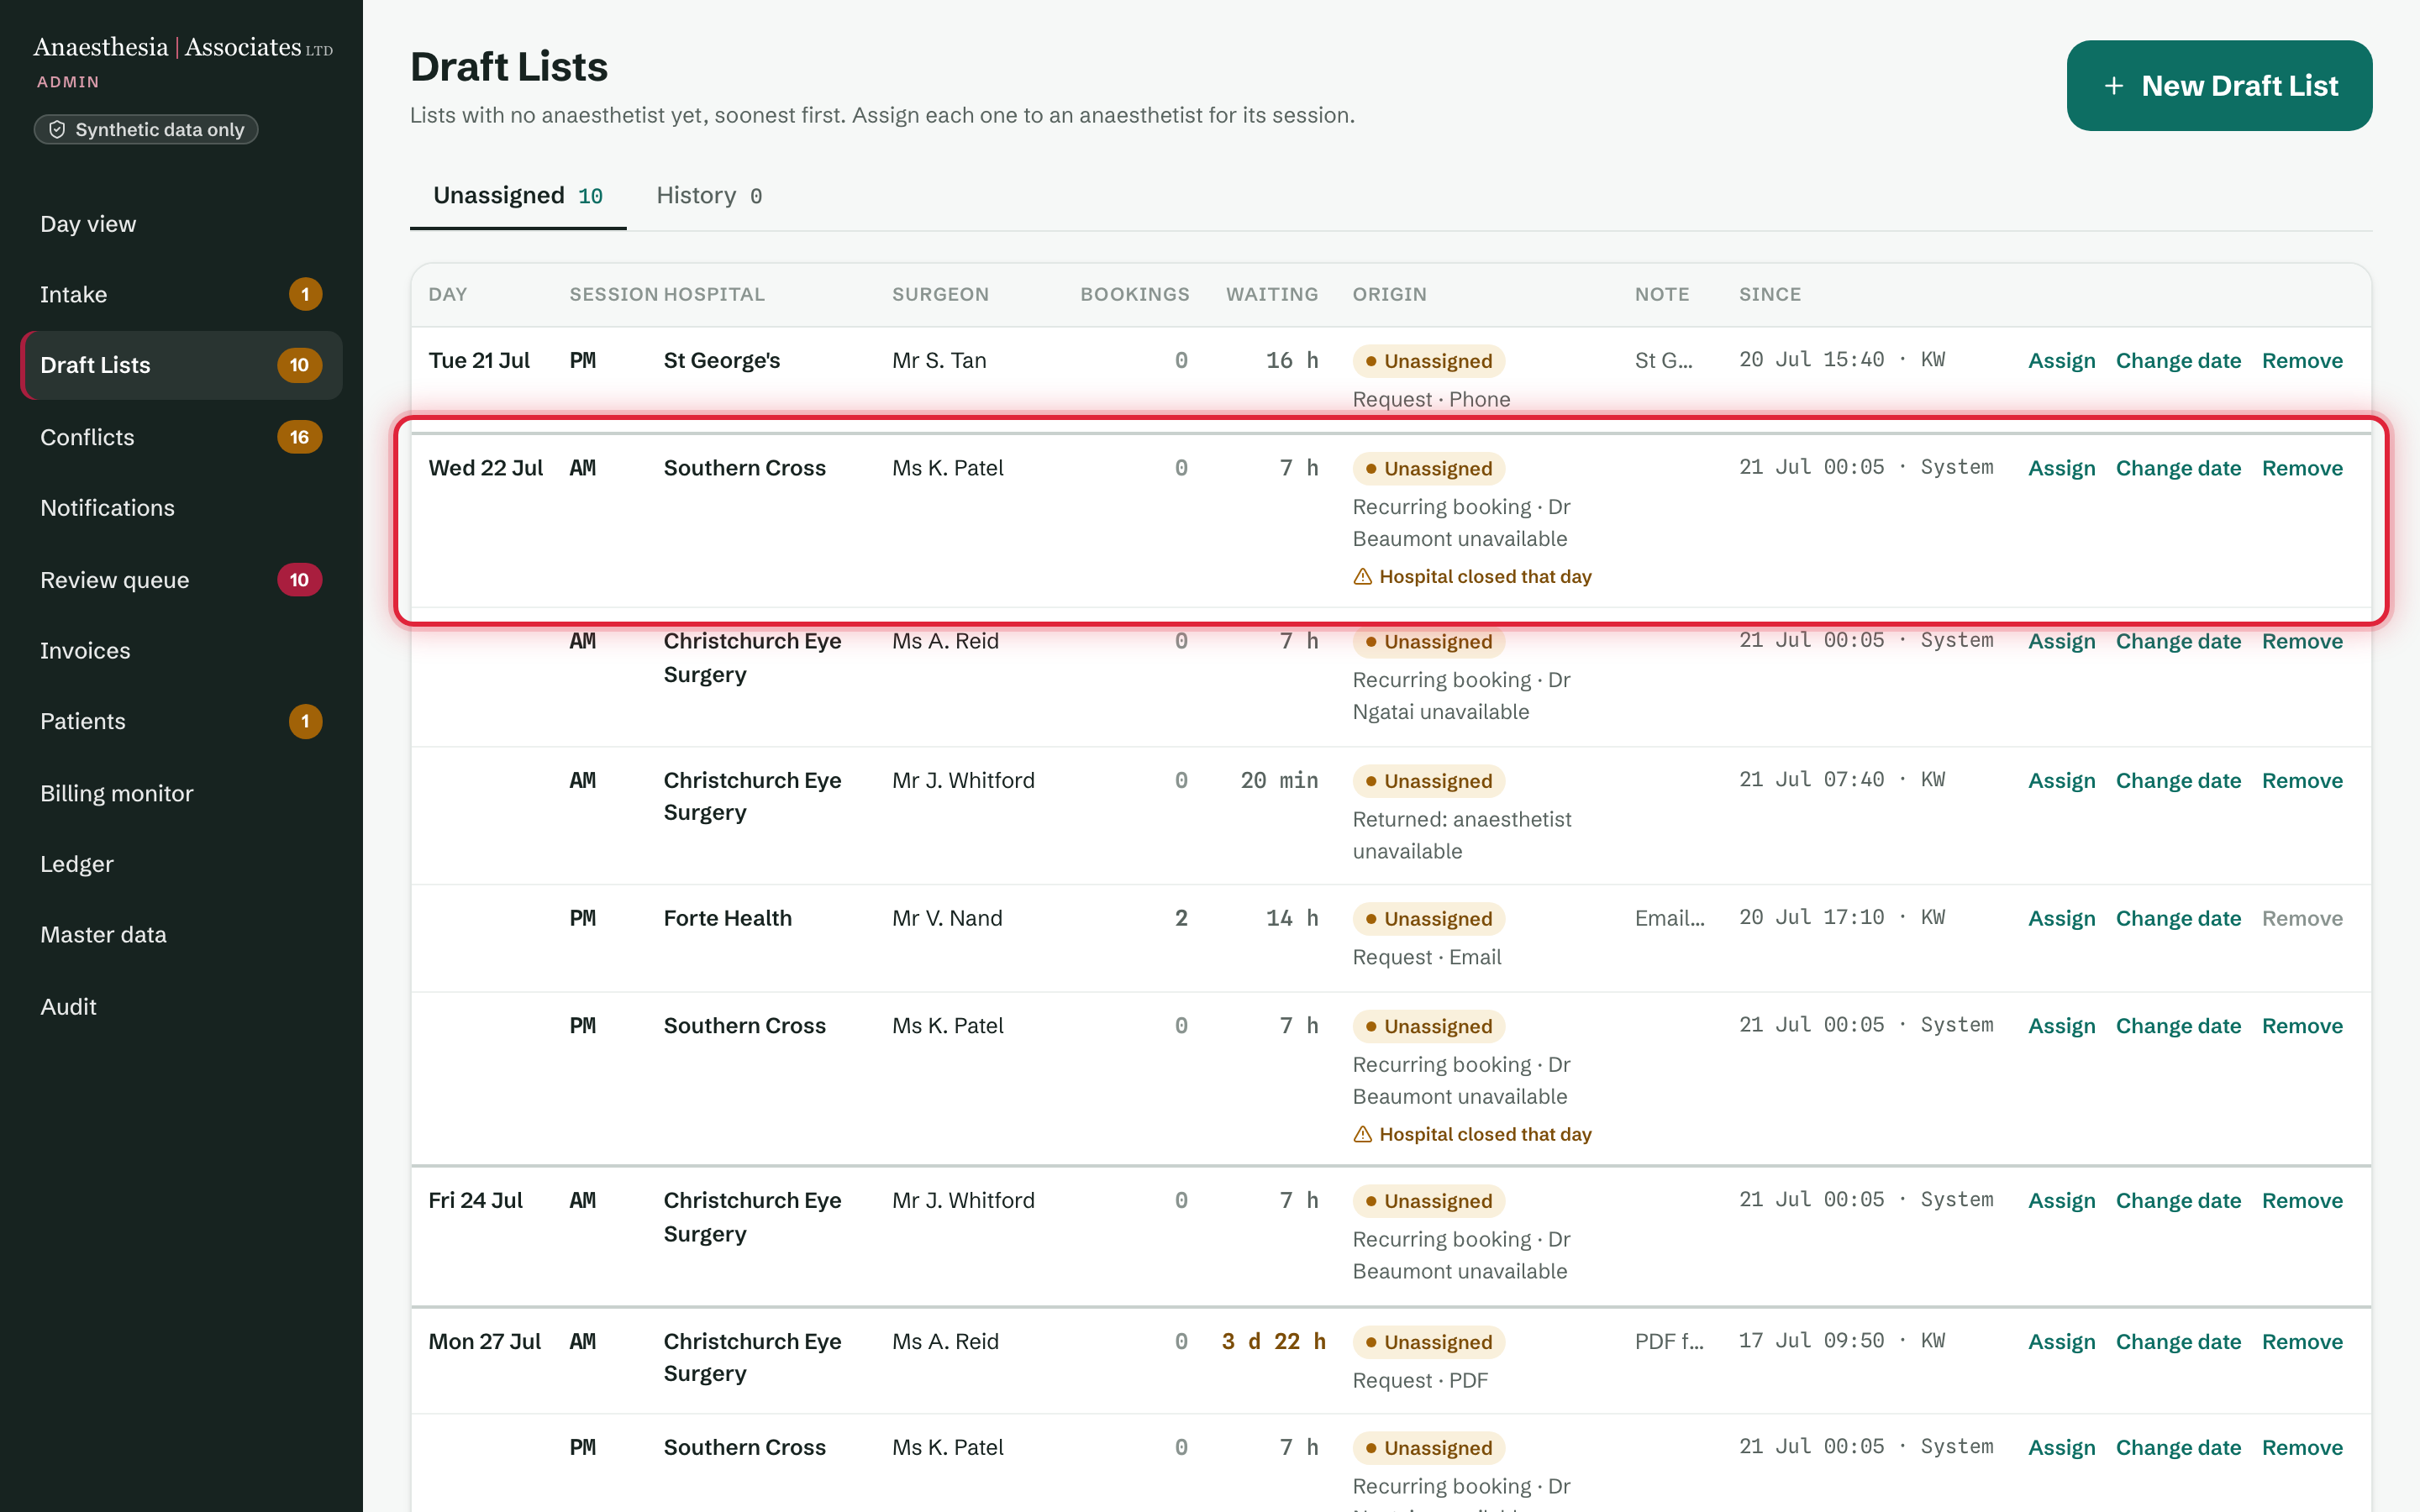 Anaesthesia | Associates LTD
ADMIN
Synthetic data only
Day view
Intake 1
Draft Lists 10
Conflicts 16
Notifications
Review queue 10
Invoices
Patients 1
Billing monitor
Ledger
Master data
Audit
Draft Lists
Lists with no anaesthetist yet, soonest first. Assign each one to an anaesthetist for its session.
+ New Draft List
Unassigned 10 History 0
DAY SESSION HOSPITAL SURGEON BOOKINGS WAITING ORIGIN NOTE SINCE
Tue 21 Jul PM St George's Mr S. Tan 0 16 h Unassigned St G... 20 Jul 15:40 · KW Assign Change date Remove
Request · Phone
Wed 22 Jul AM Southern Cross Ms K. Patel 0 7 h Unassigned 21 Jul 00:05 · System Assign Change date Remove
Recurring booking · Dr
Beaumont unavailable
Hospital closed that day
AM Christchurch Eye Ms A. Reid 0 7 h Unassigned 21 Jul 00:05 · System Assign Change date Remove
Surgery
Recurring booking · Dr
Ngatai unavailable
AM Christchurch Eye Mr J. Whitford 0 20 min Unassigned 21 Jul 07:40 · KW Assign Change date Remove
Surgery
Returned: anaesthetist
unavailable
PM Forte Health Mr V. Nand 2 14 h Unassigned Email... 20 Jul 17:10 · KW Assign Change date Remove
Request · Email
PM Southern Cross Ms K. Patel 0 7 h Unassigned 21 Jul 00:05 · System Assign Change date Remove
Recurring booking · Dr
Beaumont unavailable
Hospital closed that day
Fri 24 Jul AM Christchurch Eye Mr J. Whitford 0 7 h Unassigned 21 Jul 00:05 · System Assign Change date Remove
Surgery
Recurring booking · Dr
Beaumont unavailable
Mon 27 Jul AM Christchurch Eye Ms A. Reid 0 3 d 22 h Unassigned PDF f... 17 Jul 09:50 · KW Assign Change date Remove
Surgery
Request · PDF
PM Southern Cross Ms K. Patel 0 7 h Unassigned 21 Jul 00:05 · System Assign Change date Remove
Recurring booking · Dr